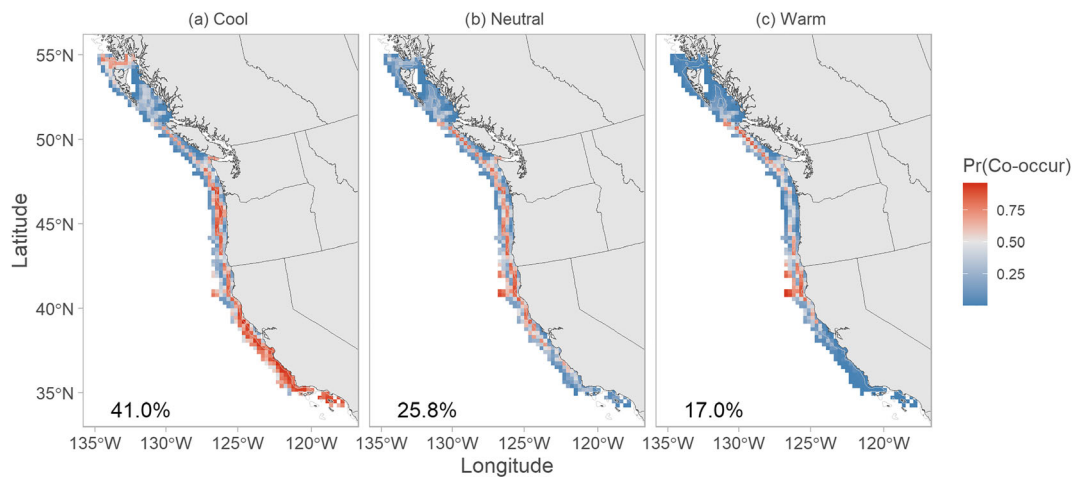 (a) Cool
(b) Neutral
(c) Warm
55°N
50°N
45°N
40°N
35°N
Latitude
41.0%
25.8%
17.0%
135°W 130°W 125°W 120°W
135°W 130°W 125°W 120°W
135°W 130°W 125°W 120°W
Longitude
Pr(Co-occur)
0.75
0.50
0.25